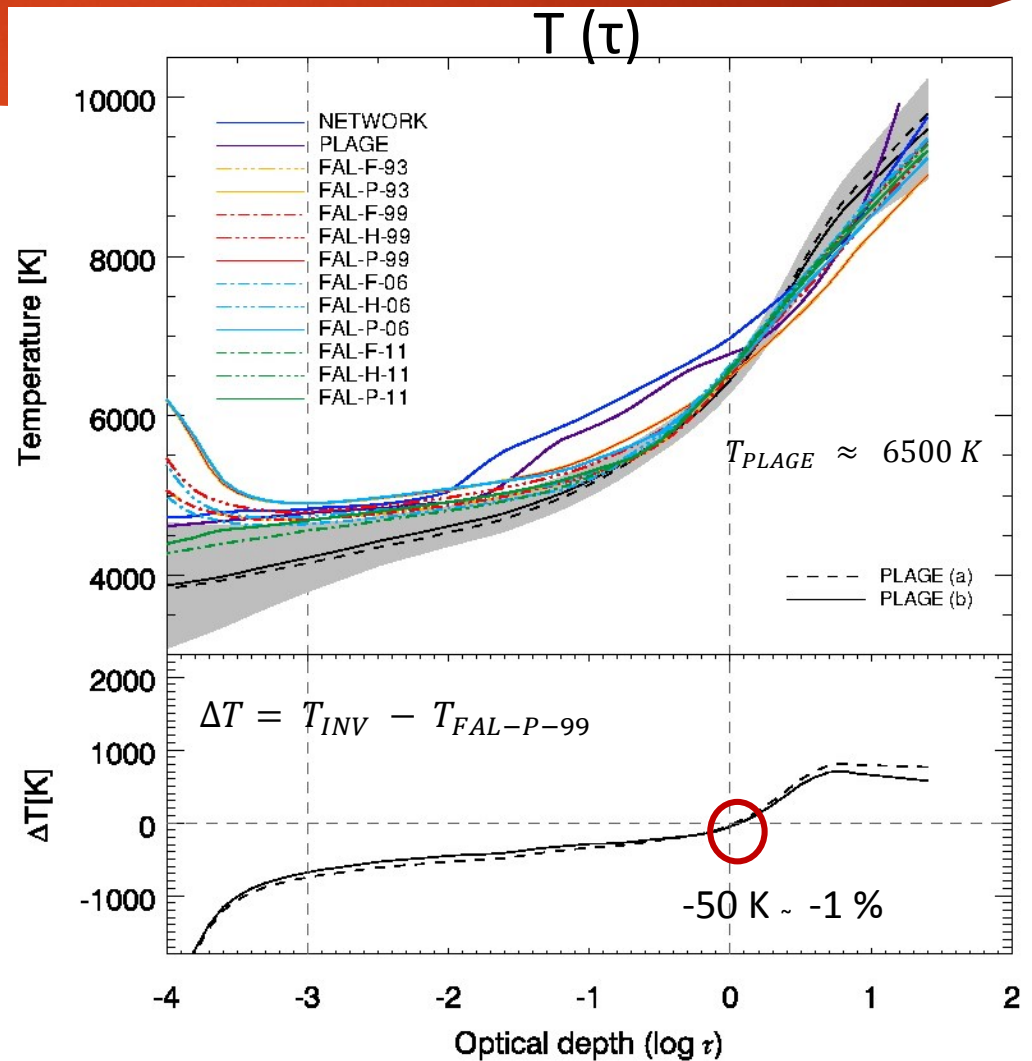 T (τ)
10000
8000
6000
4000
Temperature [K]
NETWORK
PLAGE
FAL-F-93
FAL-P-93
FAL-F-99
FAL-H-99
FAL-P-99
FAL-F-06
FAL-H-06
FAL-P-06
FAL-F-11
FAL-H-11
FAL-P-11
T_PLAGE ≈ 6500 K
PLAGE (a)
PLAGE (b)
2000
1000
0
-1000
ΔT[K]
ΔT = T_INV − T_FAL−P−99
-50 K ~ -1 %
-4 -3 -2 -1 0 1 2
Optical depth (log τ)